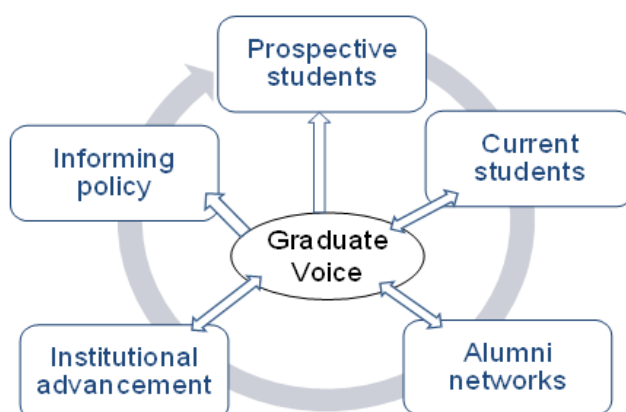 Prospective
students
Informing
policy
Current
students
Graduate
Voice
Institutional
advancement
Alumni
networks